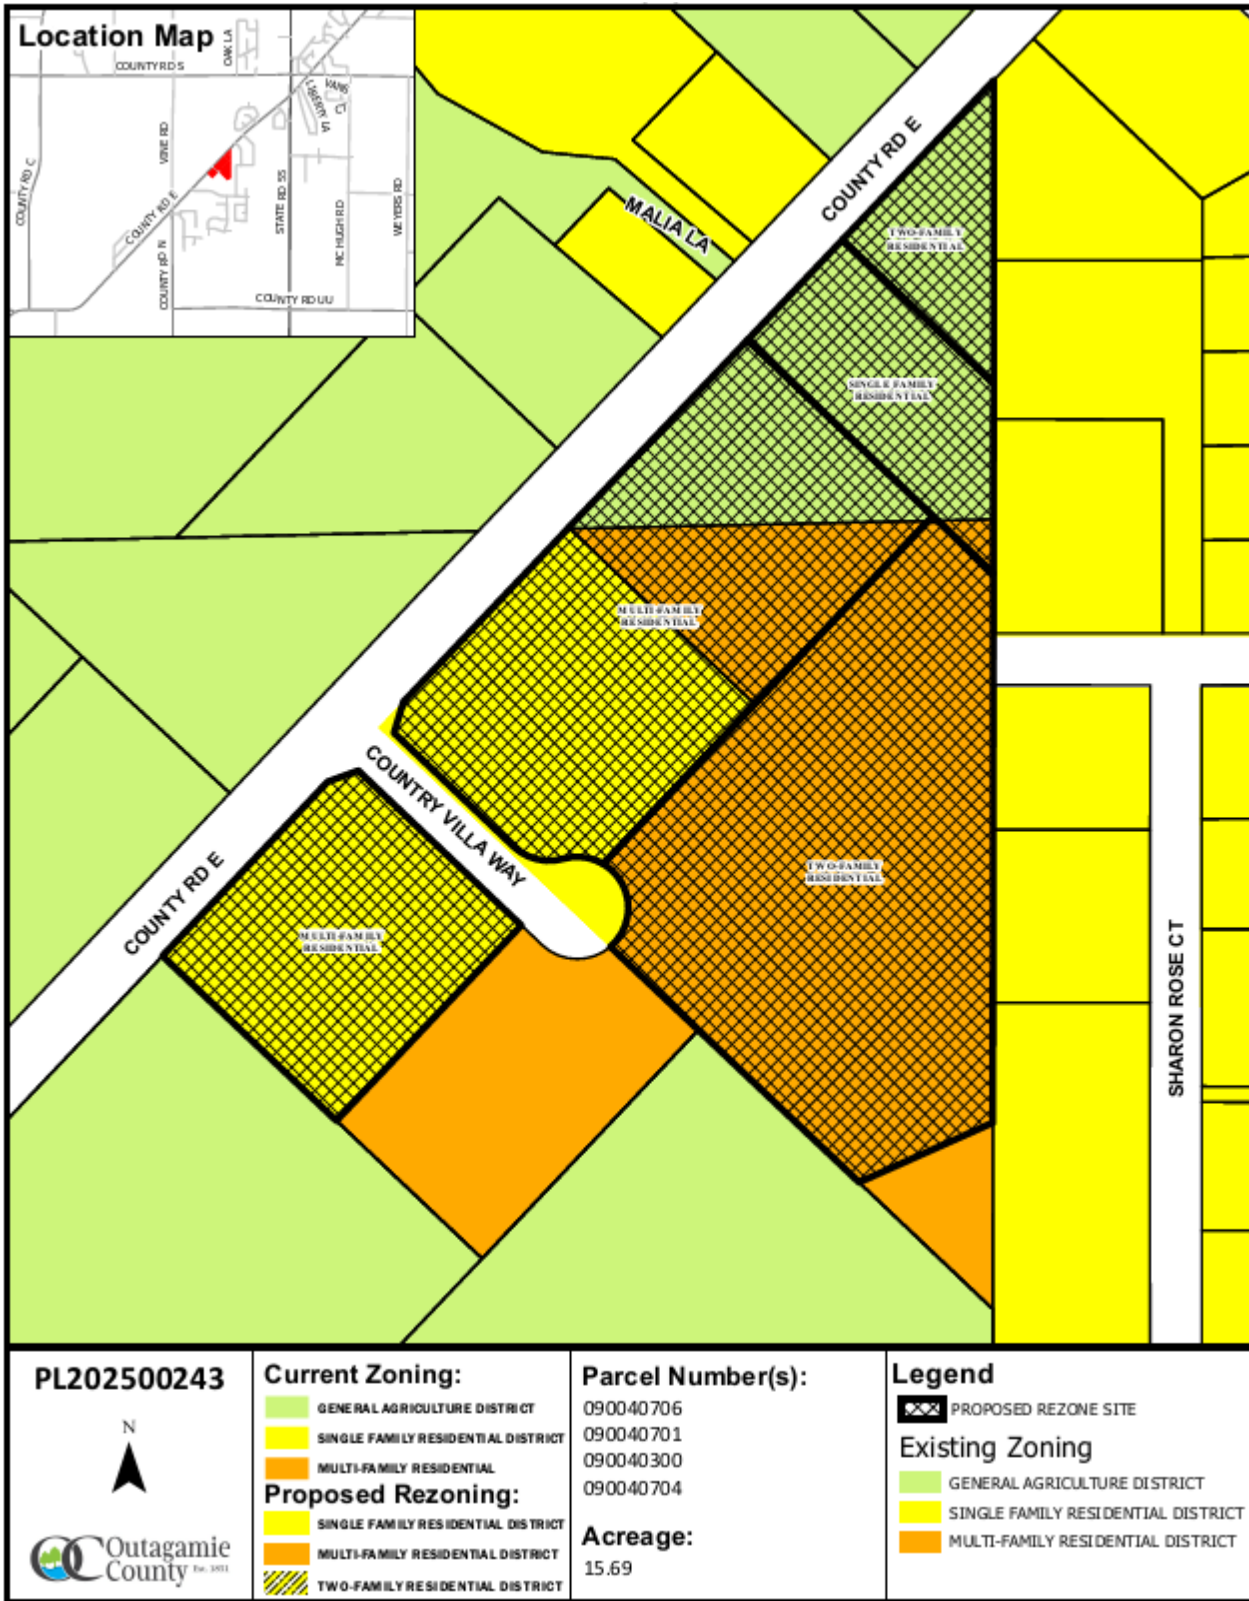 Location Map
COUNTY RD S
OAK LA
VANS CT
LIBERTY LA
VINE RD
COUNTY RD C
COUNTY RD E
STATE RD 55
MC HUGH RD
WEYERS RD
COUNTY RD N
COUNTY RD UU
COUNTY RD E
MALIA LA
TWO-FAMILY
RESIDENTIAL
SINGLE FAMILY
RESIDENTIAL
MULTI-FAMILY
RESIDENTIAL
COUNTRY VILLA WAY
TWO-FAMILY
RESIDENTIAL
COUNTY RD E
MULTI-FAMILY
RESIDENTIAL
SHARON ROSE CT
PL202500243
N
Outagamie
County Est. 1851
Current Zoning:
GENERAL AGRICULTURE DISTRICT
SINGLE FAMILY RESIDENTIAL DISTRICT
MULTI-FAMILY RESIDENTIAL
Proposed Rezoning:
SINGLE FAMILY RESIDENTIAL DISTRICT
MULTI-FAMILY RESIDENTIAL DISTRICT
TWO-FAMILY RESIDENTIAL DISTRICT
Parcel Number(s):
090040706
090040701
090040300
090040704
Acreage:
15.69
Legend
PROPOSED REZONE SITE
Existing Zoning
GENERAL AGRICULTURE DISTRICT
SINGLE FAMILY RESIDENTIAL DISTRICT
MULTI-FAMILY RESIDENTIAL DISTRICT